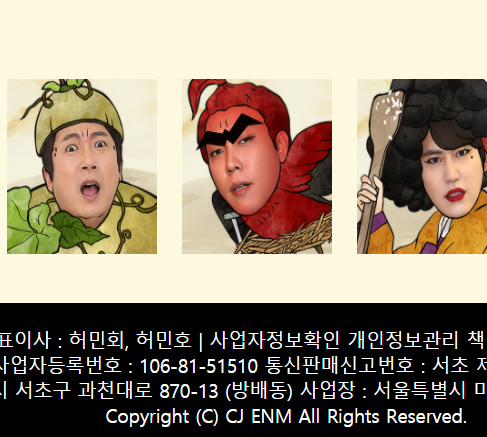 표이사 : 허민회, 허민호 | 사업자정보확인 개인정보관리 책
사업자등록번호 : 106-81-51510 통신판매신고번호 : 서초 제
시 서초구 과천대로 870-13 (방배동) 사업장 : 서울특별시 마
Copyright (C) CJ ENM All Rights Reserved.